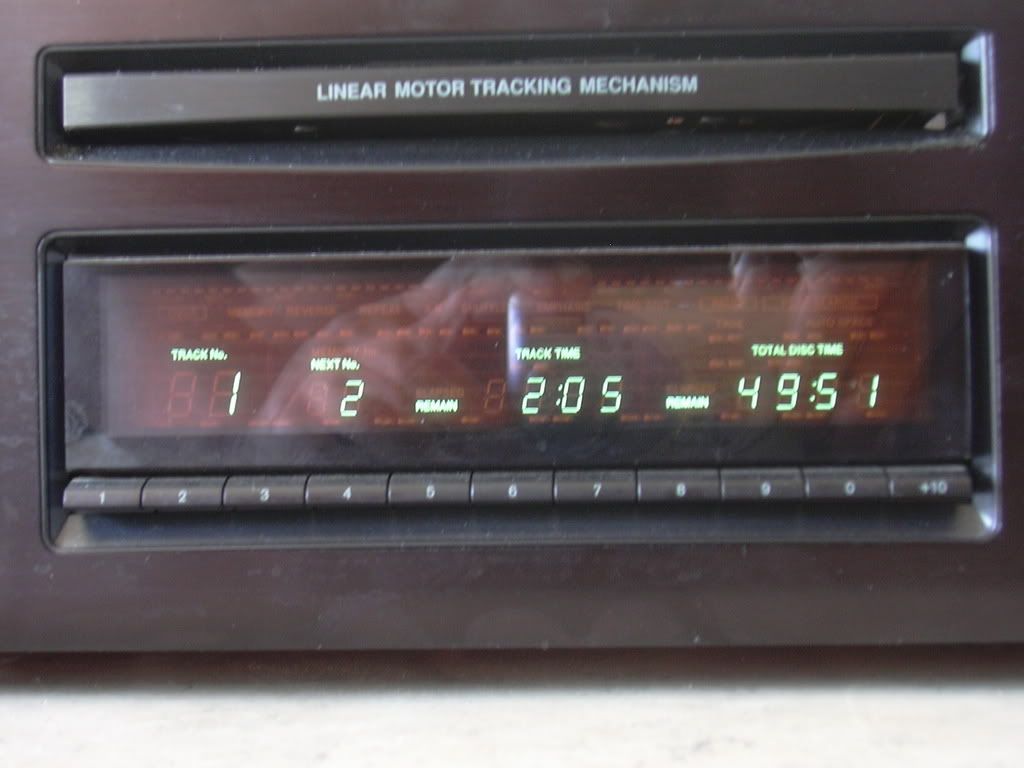 LINEAR MOTOR TRACKING MECHANISM
TRACK No. NEXT No. TRACK TIME TOTAL DISC TIME
1 2 REMAIN 2:05 REMAIN 49:51
1 2 3 4 5 6 7 8 9 0 +10